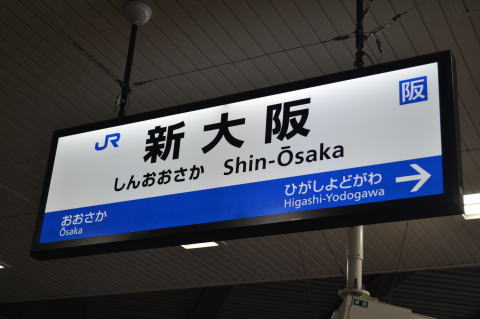 JR
新大阪
阪
しんおおさか Shin-Ōsaka
おおさか
Ōsaka
ひがしよどがわ
Higashi-Yodogawa